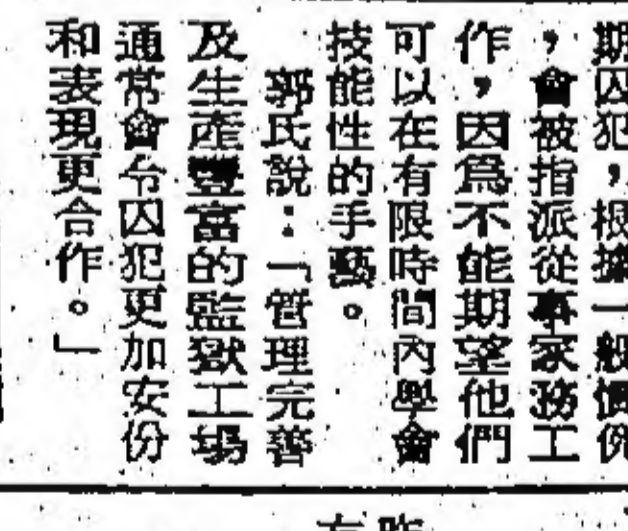 期囚犯，根據一般慣例
，會被指派從事家務工
作，因為不能期望他們
可以在有限時間內學會
技能性的手藝。
郭氏說：「管理完善
及生產豐富的監獄工場
通常會令囚犯更加安份
和表現更合作。」